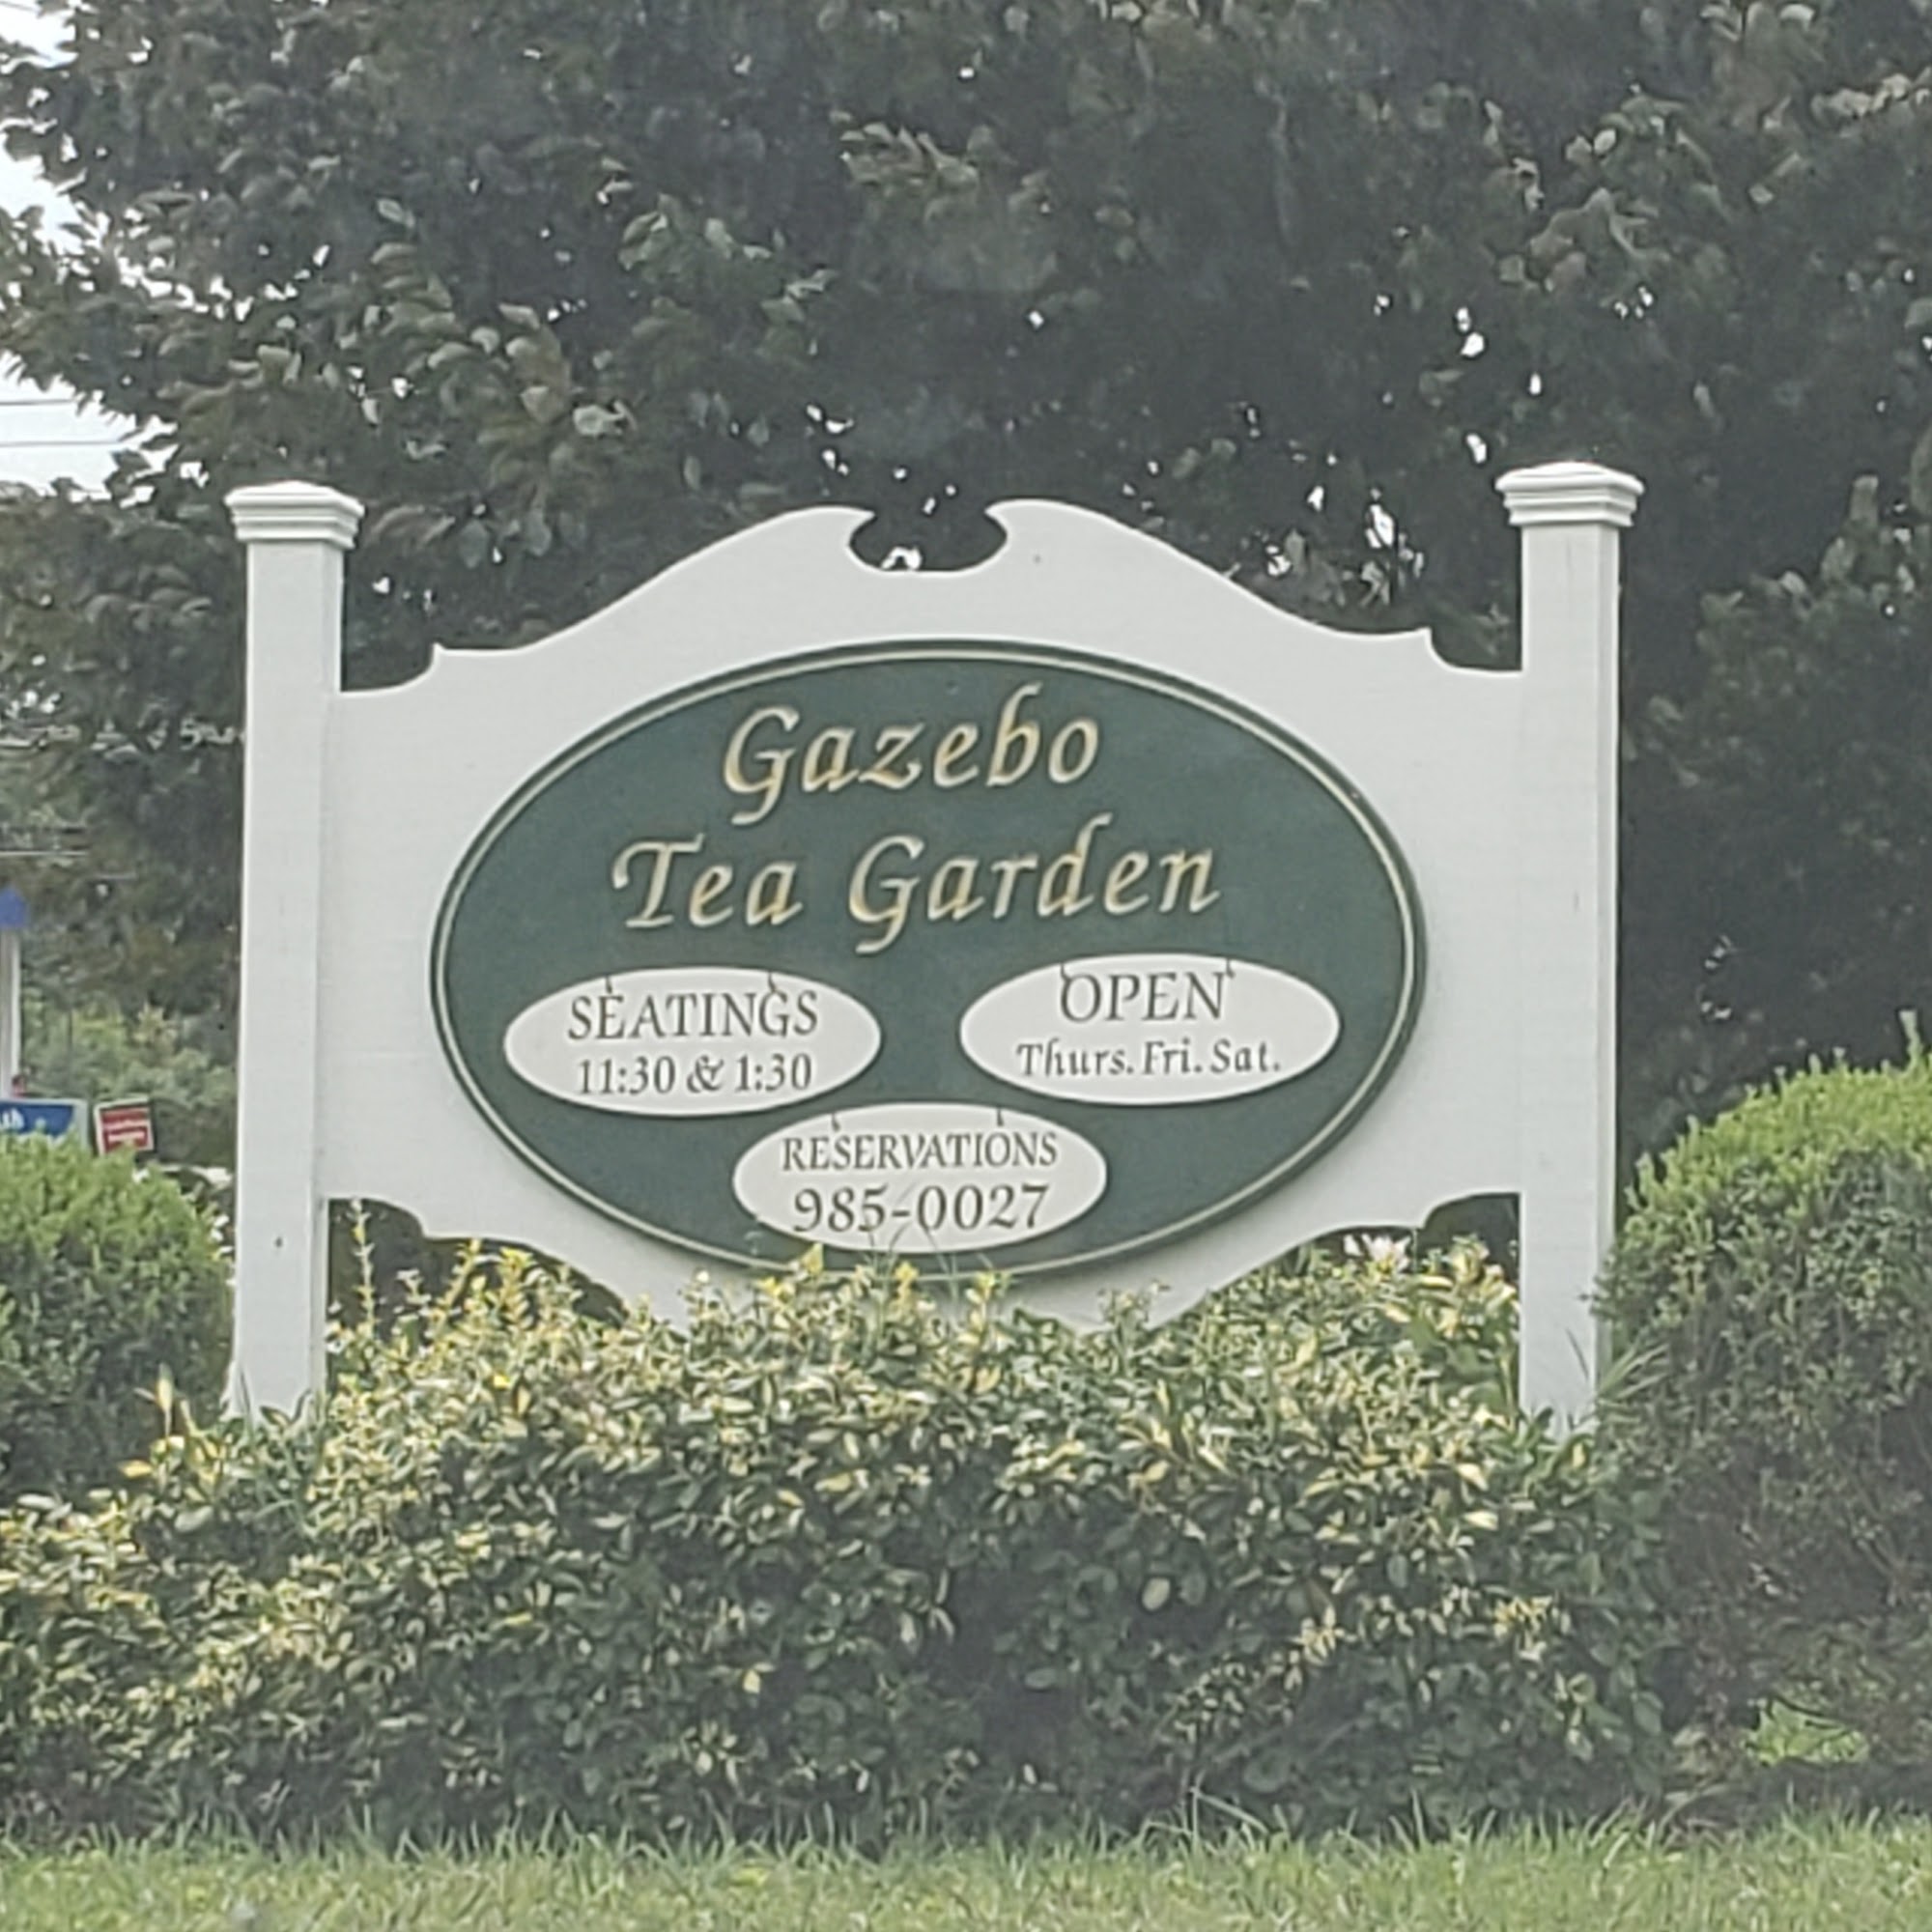 Gazebo
Tea Garden
SEATINGS
11:30 & 1:30
OPEN
Thurs. Fri. Sat.
RESERVATIONS
985-0027